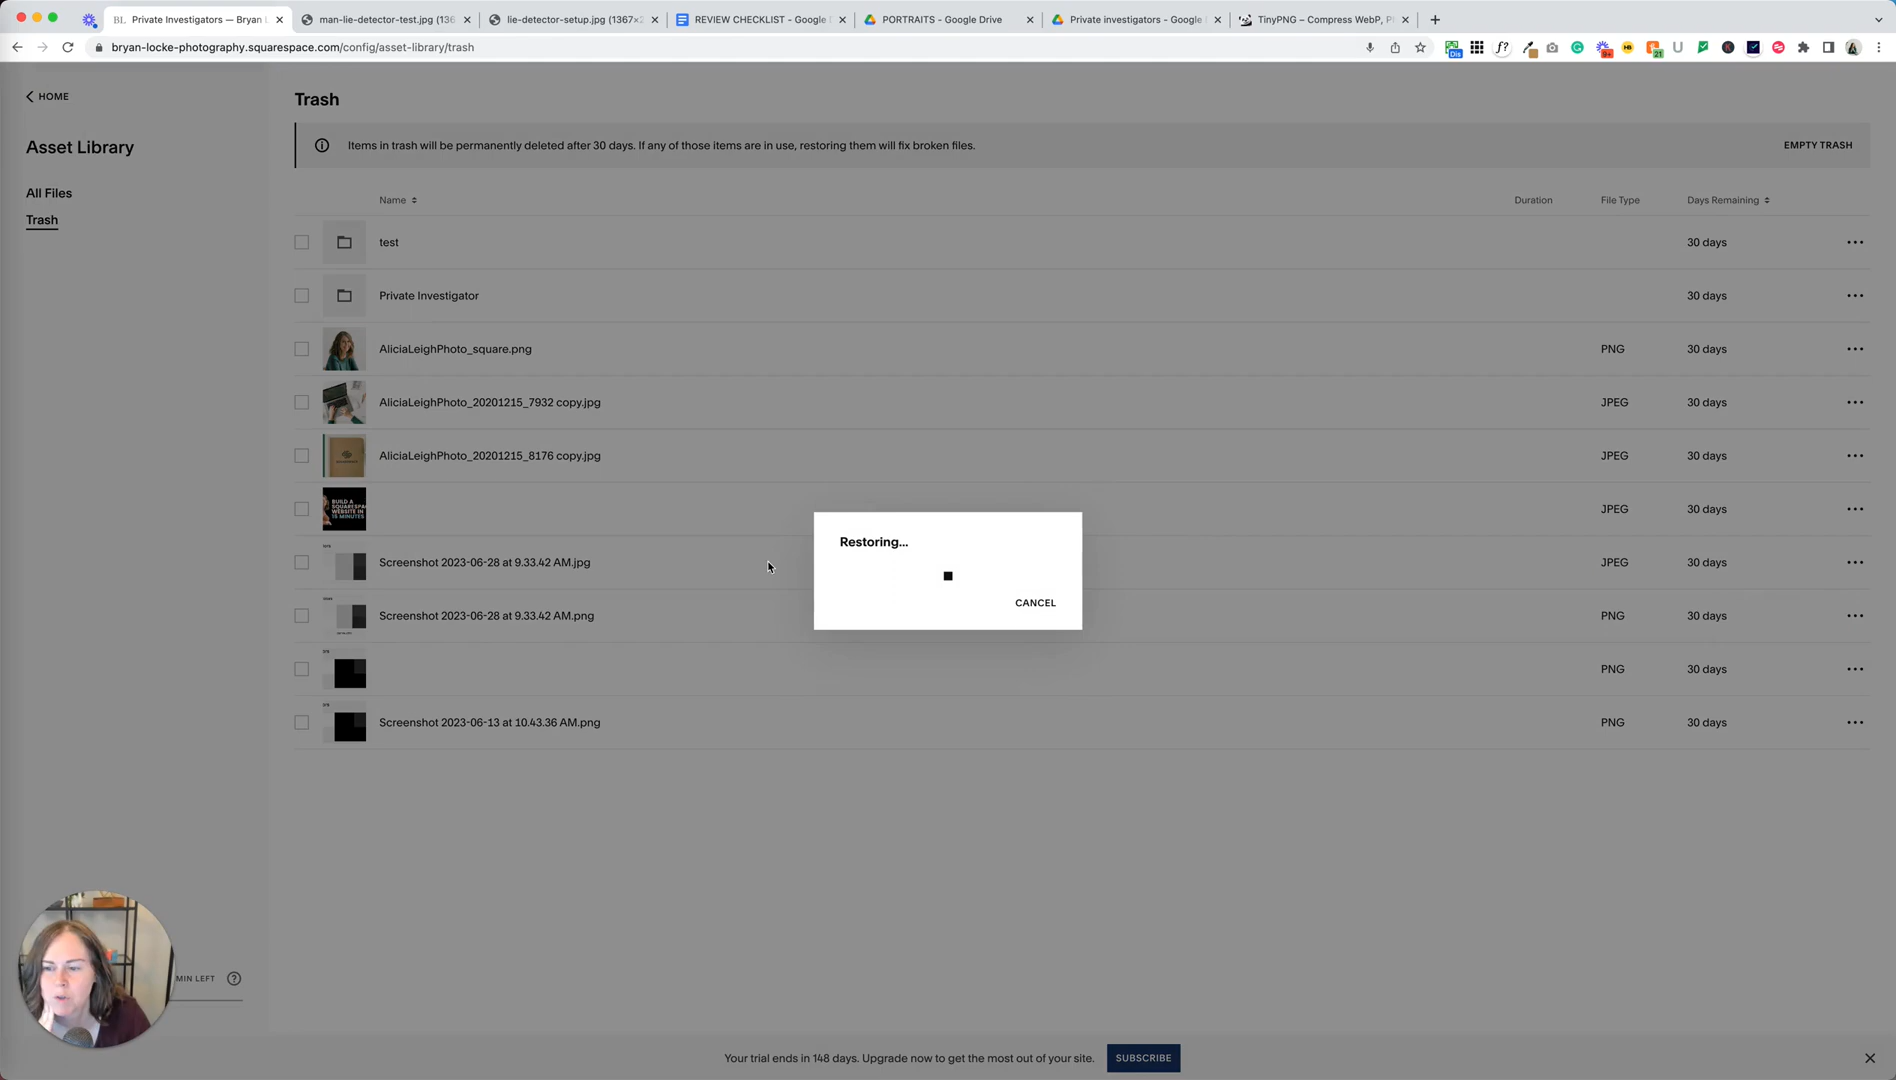 Private Investigators — Bryan L
man-lie-detector-test.jpg (136
lie-detector-setup.jpg (1367×2
REVIEW CHECKLIST - Google
PORTRAITS - Google Drive
Private investigators - Google
TinyPNG – Compress WebP, P
bryan-locke-photography.squarespace.com/config/asset-library/trash
HOME
Asset Library
All Files
Trash
Trash
Items in trash will be permanently deleted after 30 days. If any of those items are in use, restoring them will fix broken files.
EMPTY TRASH
Name Duration File Type Days Remaining
test 30 days
Private Investigator 30 days
AliciaLeighPhoto_square.png PNG 30 days
AliciaLeighPhoto_20201215_7932 copy.jpg JPEG 30 days
AliciaLeighPhoto_20201215_8176 copy.jpg JPEG 30 days
BUILD A
SQUARESPA
WEBSITE IN
15 MINUTES
JPEG 30 days
Screenshot 2023-06-28 at 9.33.42 AM.jpg JPEG 30 days
Screenshot 2023-06-28 at 9.33.42 AM.png PNG 30 days
PNG 30 days
Screenshot 2023-06-13 at 10.43.36 AM.png PNG 30 days
Restoring...
CANCEL
MIN LEFT
Your trial ends in 148 days. Upgrade now to get the most out of your site.
SUBSCRIBE